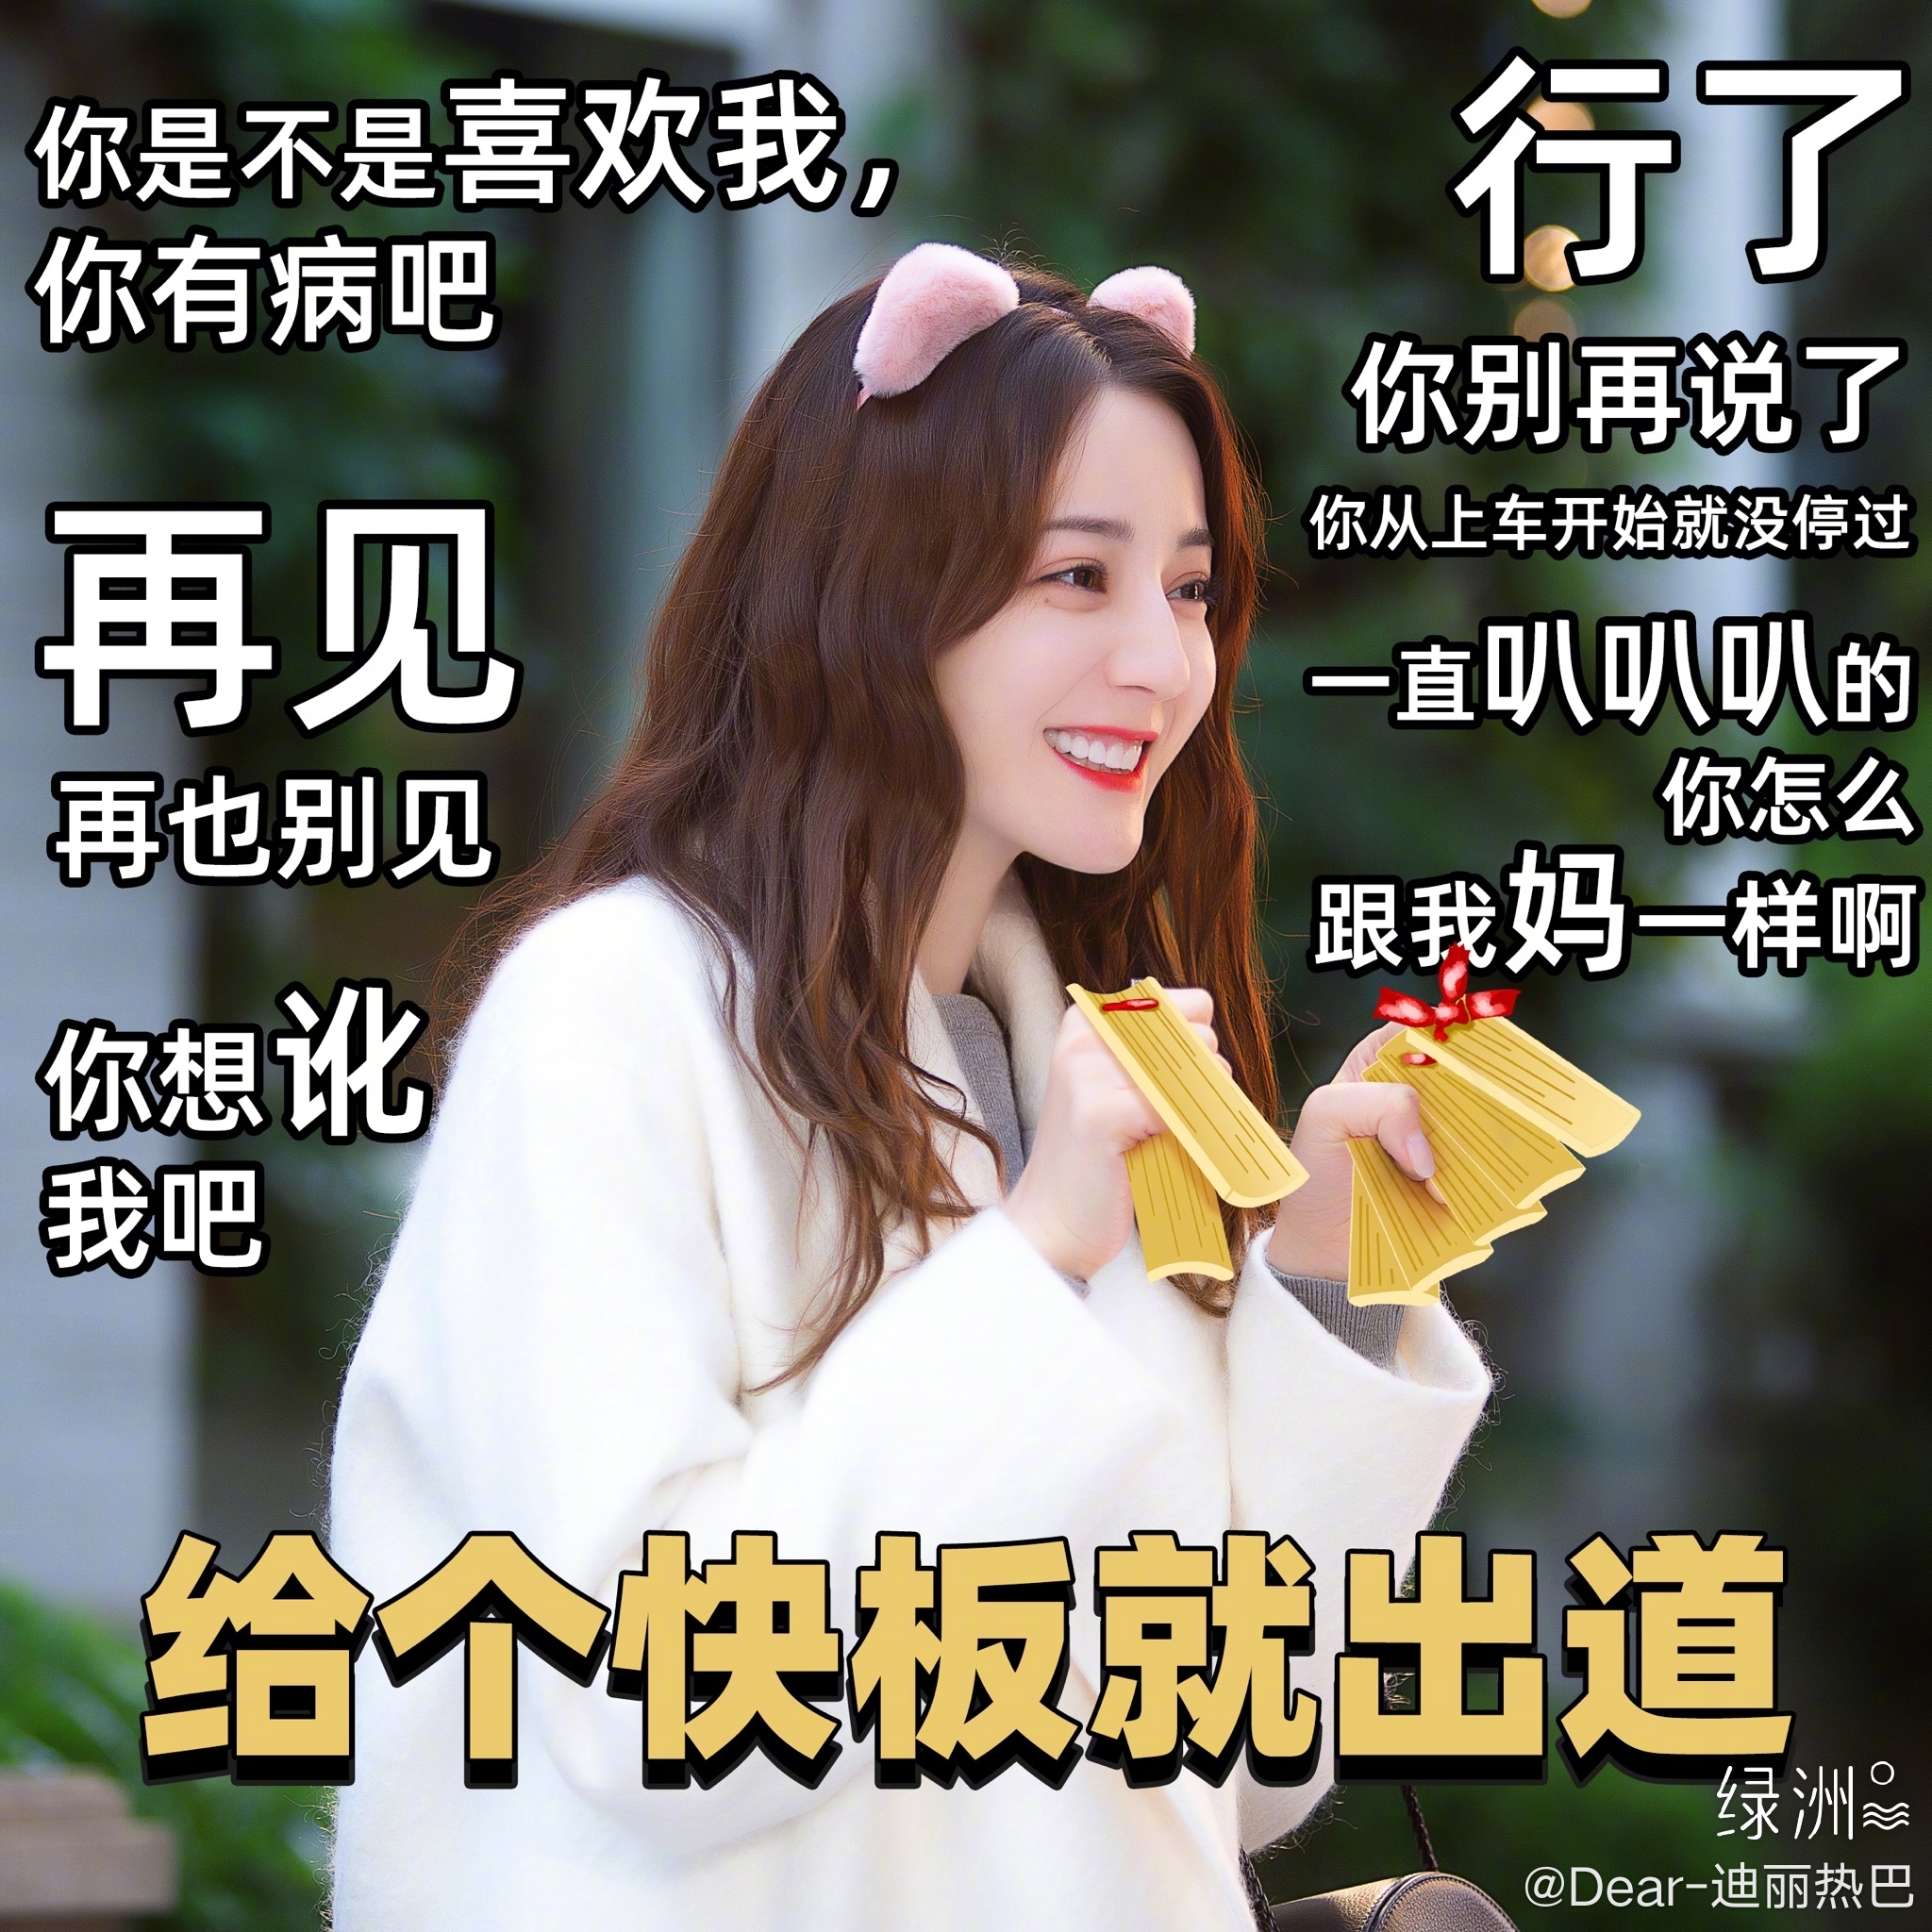 你是不是喜欢我,
你有病吧
再见
再也别见
你想讹
我吧
行了
你别再说了
你从上车开始就没停过
一直叭叭叭的
你怎么
跟我妈一样啊
给个快板就出道
绿洲
@Dear-迪丽热巴